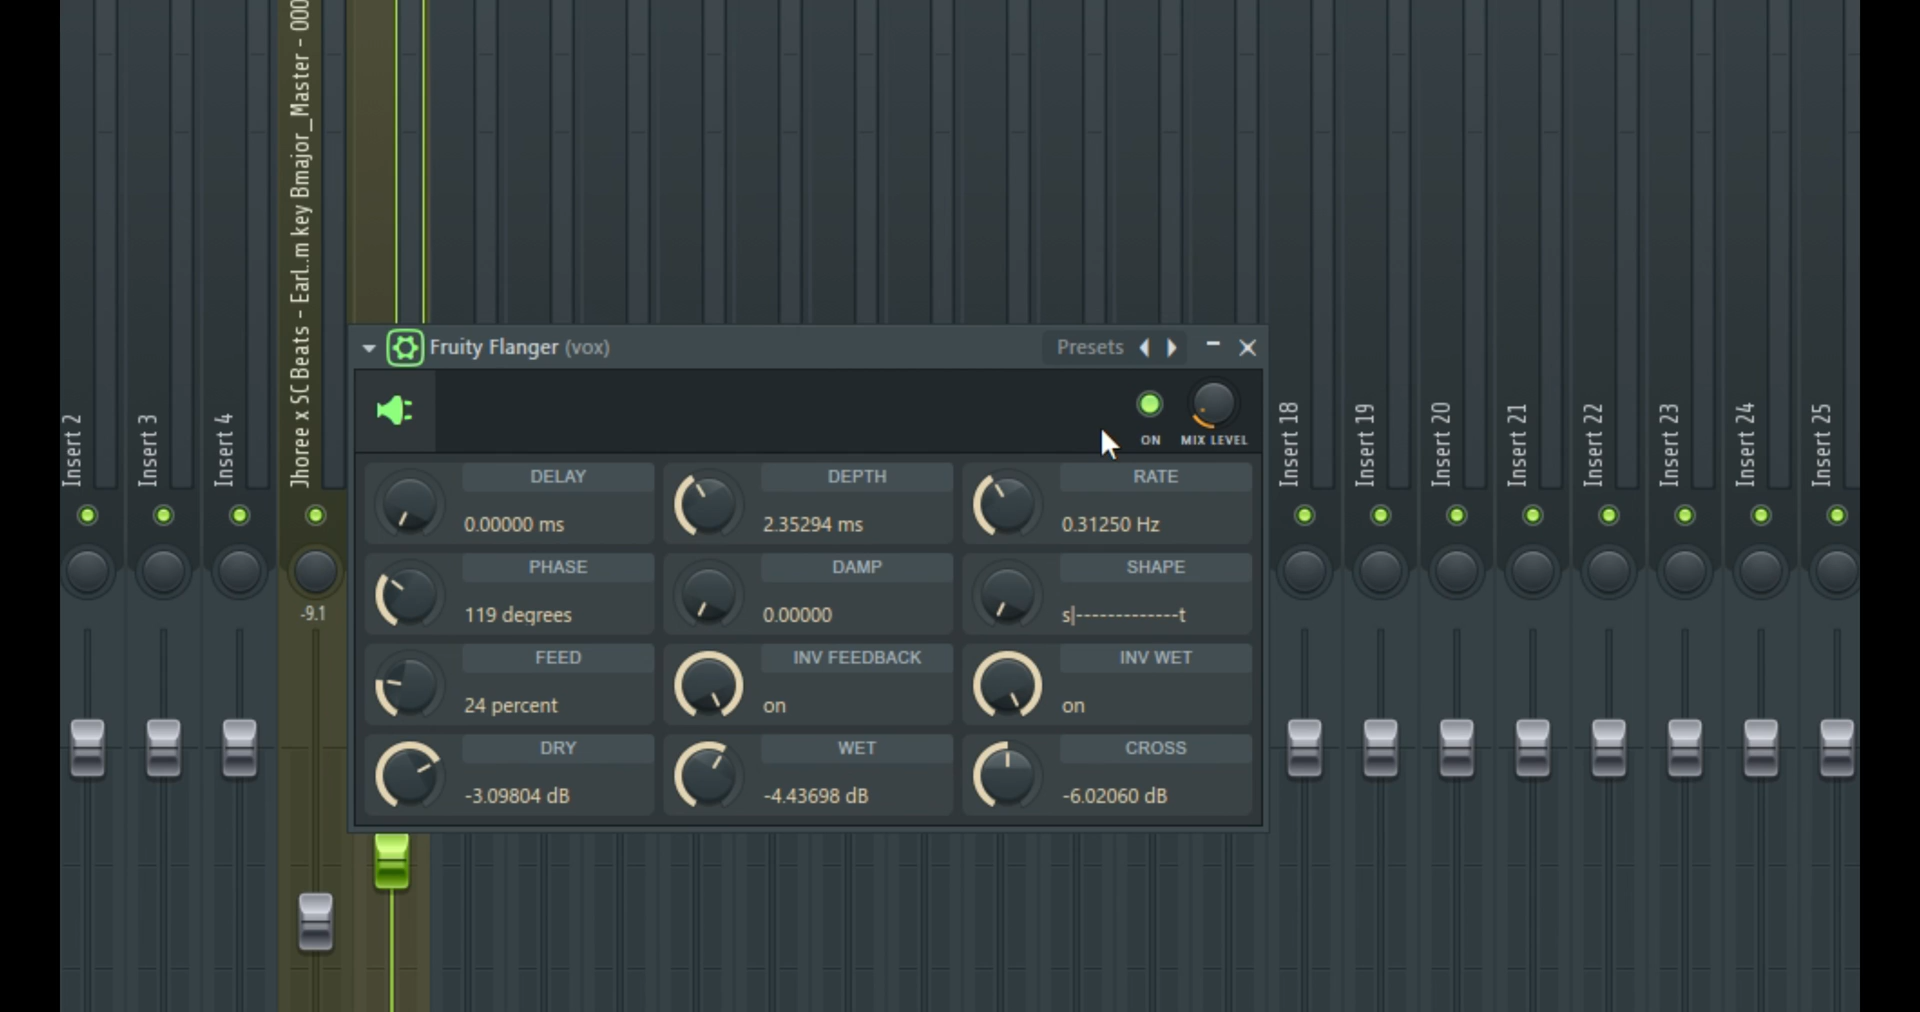 Jhoree x SC Beats - Earl..m key Bmajor_Master - 000
Fruity Flanger (vox)
Presets
ON
MIX LEVEL
Insert 2
Insert 3
Insert 4
Insert 18
Insert 19
Insert 20
Insert 21
Insert 22
Insert 23
Insert 24
Insert 25
-9.1
DELAY
0.00000 ms
DEPTH
2.35294 ms
RATE
0.31250 Hz
PHASE
119 degrees
DAMP
0.00000
SHAPE
s|-------------t
FEED
24 percent
INV FEEDBACK
on
INV WET
on
DRY
-3.09804 dB
WET
-4.43698 dB
CROSS
-6.02060 dB